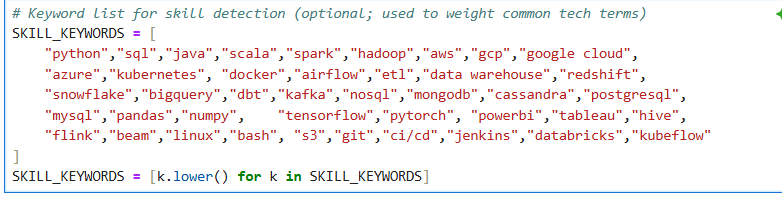 # Keyword list for skill detection (optional; used to weight common tech terms)
SKILL_KEYWORDS = [
    "python","sql","java","scala","spark","hadoop","aws","gcp","google cloud",
    "azure","kubernetes", "docker","airflow","etl","data warehouse","redshift",
    "snowflake","bigquery","dbt","kafka","nosql","mongodb","cassandra","postgresql",
    "mysql","pandas","numpy",    "tensorflow","pytorch", "powerbi","tableau","hive",
    "flink","beam","linux","bash", "s3","git","ci/cd","jenkins","databricks","kubeflow"
]
SKILL_KEYWORDS = [k.lower() for k in SKILL_KEYWORDS]